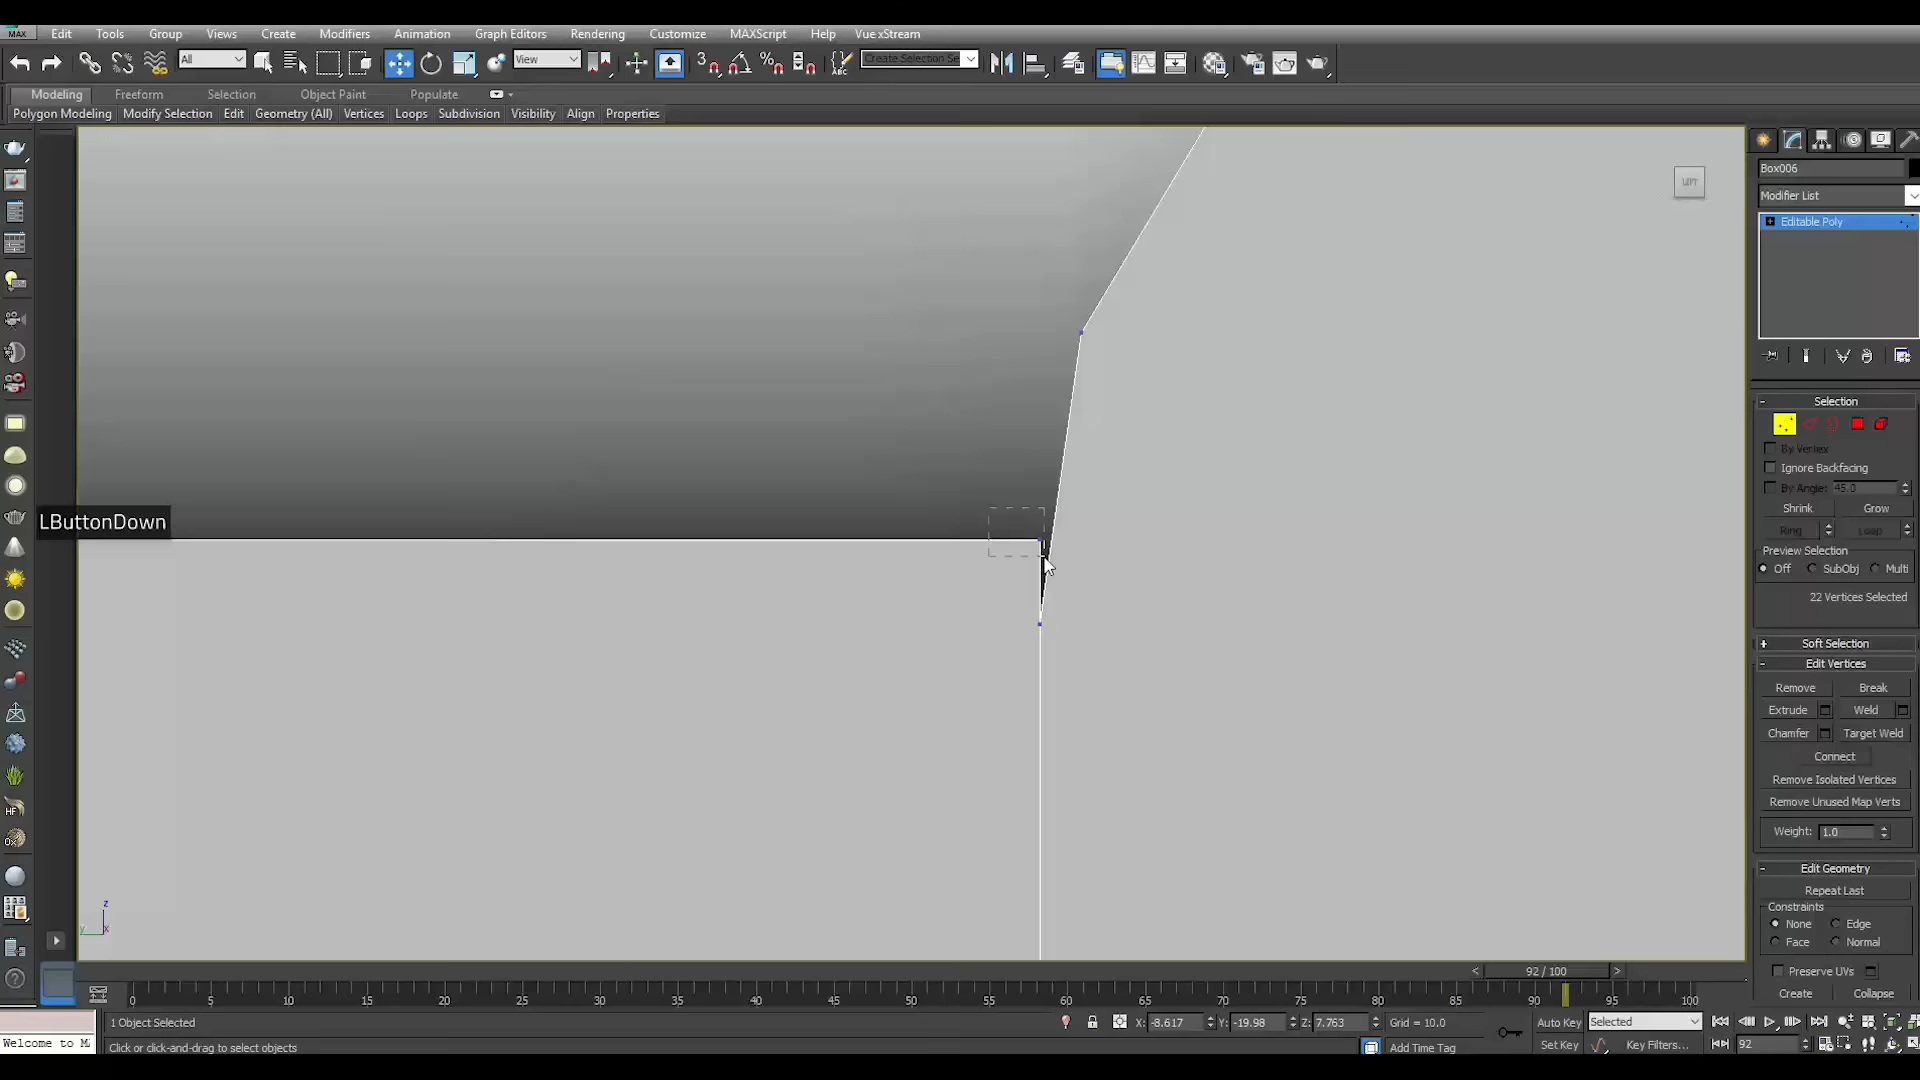 MAX Edit Tools Group Views Create Modifiers Animation Graph Editors Rendering Customize MAXScript Help Vue xStream
All View 3 % ABC Create Selection Se
Modeling Freeform Selection Object Paint Populate
Polygon Modeling Modify Selection Edit Geometry (All) Vertices Loops Subdivision Visibility Align Properties
LEFT
Box006
Modifier List
Editable Poly
Selection
By Vertex
Ignore Backfacing
By Angle: 45.0
Shrink Grow
Ring Loop
Preview Selection
Off SubObj Multi
22 Vertices Selected
Soft Selection
Edit Vertices
Remove Break
Extrude Weld
Chamfer Target Weld
Connect
Remove Isolated Vertices
Remove Unused Map Verts
Weight: 1.0
Edit Geometry
Repeat Last
Constraints
None Edge
Face Normal
Preserve UVs
Create Collapse
LButtonDown
HF
z
y x
< 92 / 100 >
0 5 10 15 20 25 30 35 40 45 50 55 60 65 70 75 80 85 90 95 100
1 Object Selected X: -8.617 Y: -19.98 Z: 7.763 Grid = 10.0 Auto Key Selected
Welcome to MA Click or click-and-drag to select objects Add Time Tag Set Key Key Filters... 92